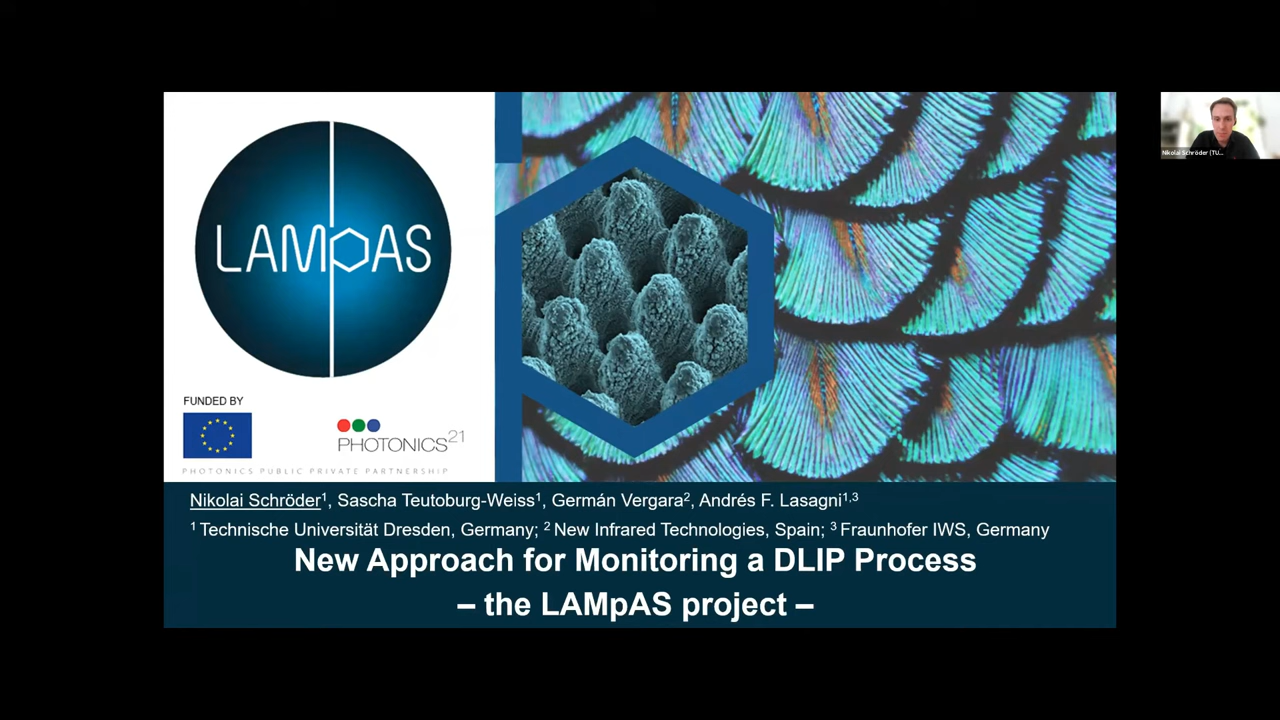 LAMpAS
FUNDED BY
PHOTONICS²¹
PHOTONICS PUBLIC PRIVATE PARTNERSHIP
Nikolai Schröder¹, Sascha Teutoburg-Weiss¹, Germán Vergara², Andrés F. Lasagni¹,³
¹ Technische Universität Dresden, Germany; ² New Infrared Technologies, Spain; ³ Fraunhofer IWS, Germany
New Approach for Monitoring a DLIP Process
– the LAMpAS project –
Nikolai Schröder (TU...